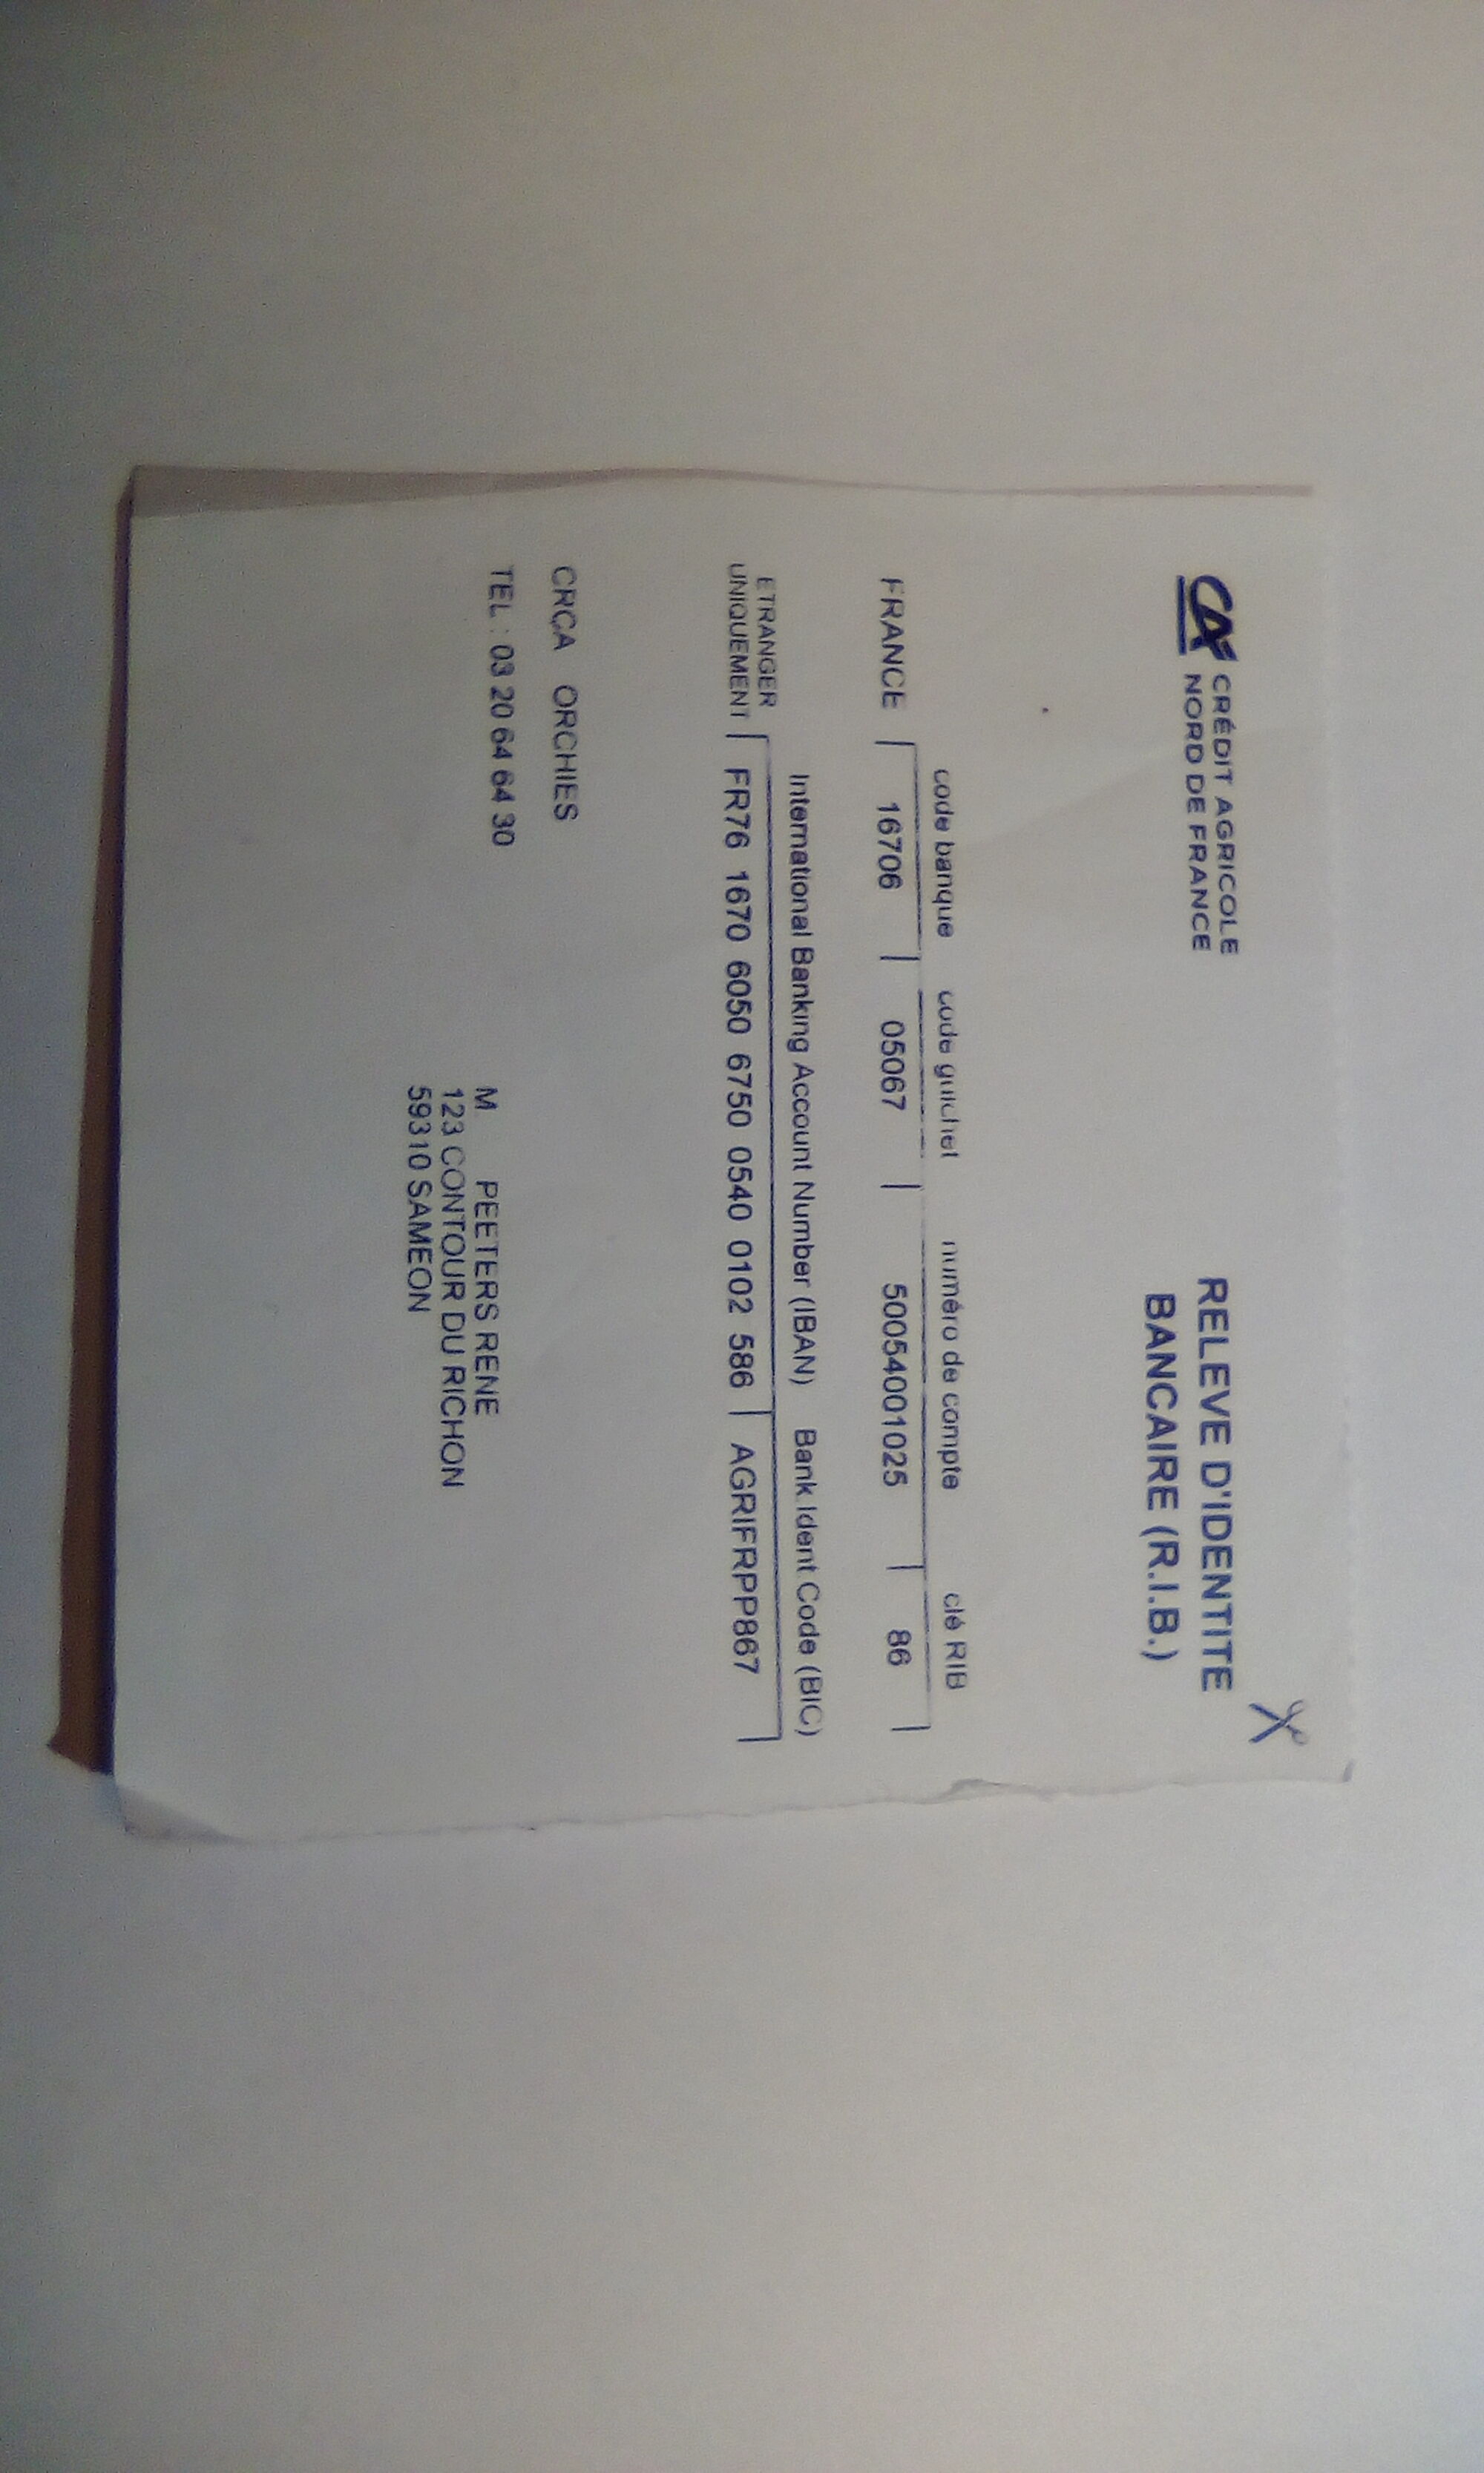 CA CRÉDIT AGRICOLE
NORD DE FRANCE
RELEVE D'IDENTITE
BANCAIRE (R.I.B.)
code banque code guichet numéro de compte clé RIB
FRANCE 16706 05067 50054001025 86
International Banking Account Number (IBAN) Bank Ident Code (BIC)
ETRANGER
UNIQUEMENT FR76 1670 6050 6750 0540 0102 586 AGRIFRPP867
CRCA ORCHIES
TEL : 03 20 64 64 30
M PEETERS RENE
123 CONTOUR DU RICHON
59310 SAMEON